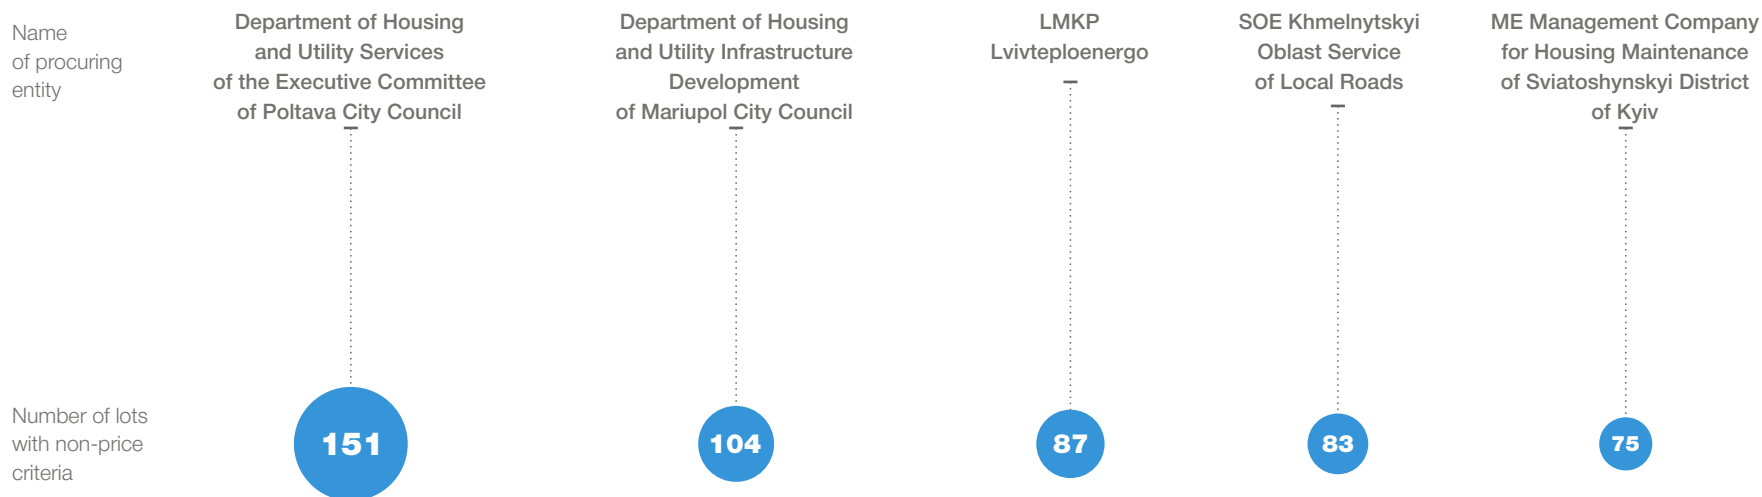 Name
of procuring
entity
Department of Housing
and Utility Services
of the Executive Committee
of Poltava City Council
Department of Housing
and Utility Infrastructure
Development
of Mariupol City Council
LMKP
Lvivteploenergo
SOE Khmelnytskyi
Oblast Service
of Local Roads
ME Management Company
for Housing Maintenance
of Sviatoshynskyi District
of Kyiv
Number of lots
with non-price
criteria
151
104
87
83
75